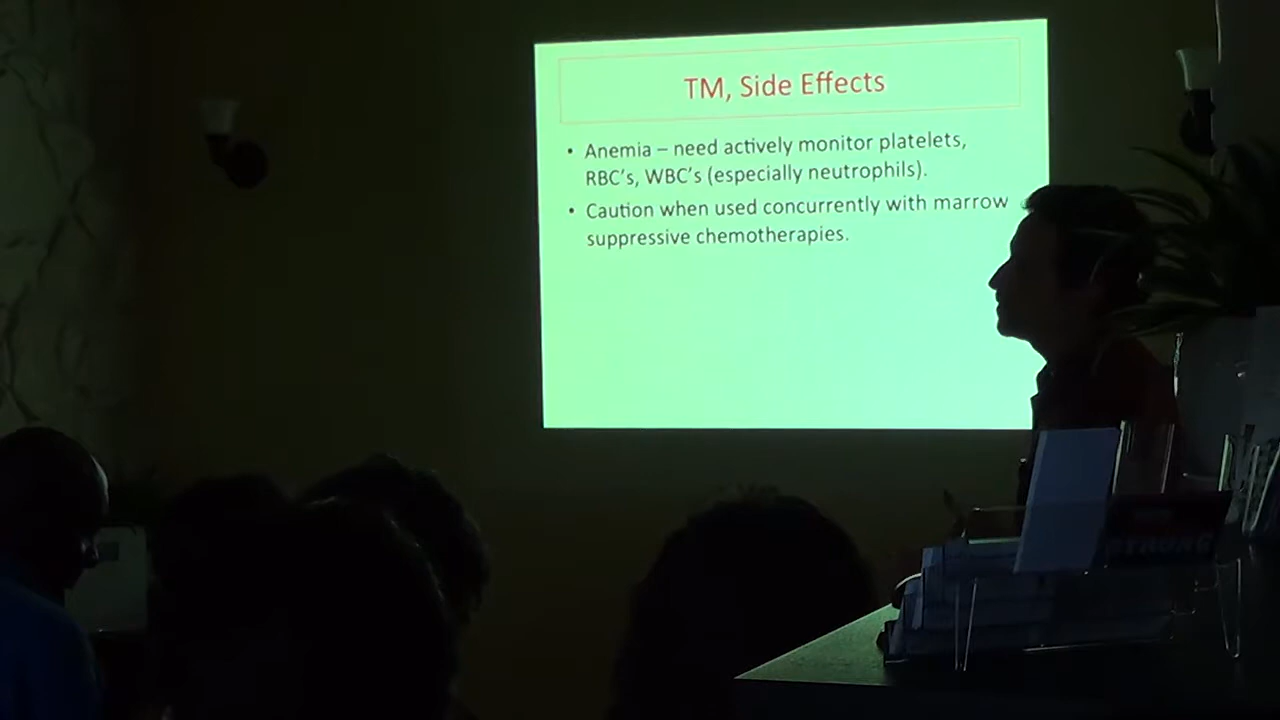 TM, Side Effects
• Anemia – need actively monitor platelets,
RBC's, WBC's (especially neutrophils).
• Caution when used concurrently with marrow
suppressive chemotherapies.
STRONG